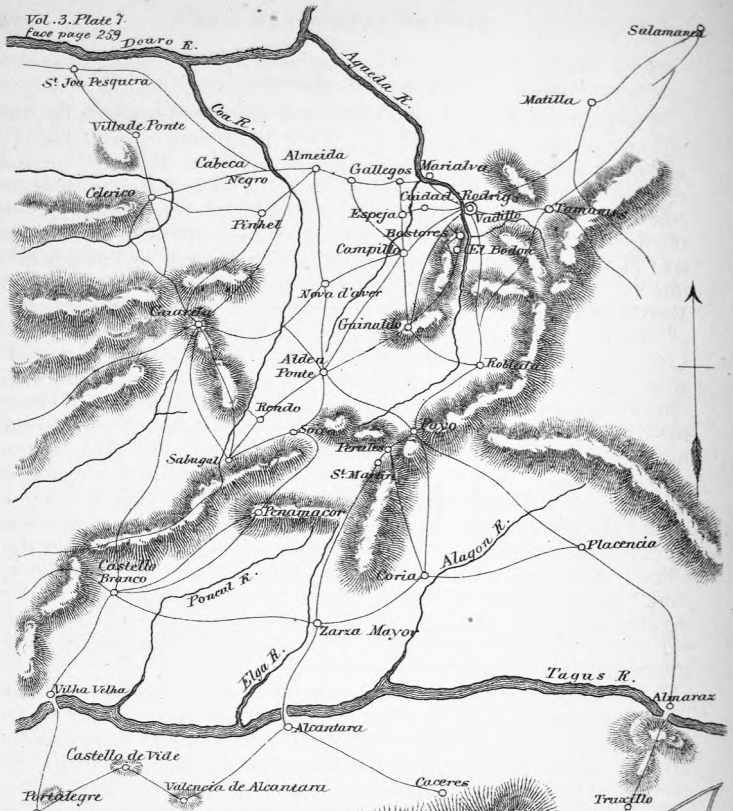 Vol. 3. Plate 7.
face page 259
Douro R.
Salamanca
St Joa Pesquera
Agueda R.
Matilla
Coa R.
Villa de Ponte
Cabeca
Negro
Almeida
Gallegos
Marialva
Celerico
Pinhel
Ciudad
Rodrigo
Espeja
Vadillo
Tamames
Bostores
Campillo
El Bodon
Nova d'aver
Guarda
Guinaldo
Aldea
Ponte
Robleda
Rendo
Soito
Payo
Perales
Sabugal
St Martin
Penamacor
Alagon R.
Placencia
Castello
Branco
Ponçul R.
Coria
Zarza Mayor
Elga R.
Tagus R.
Vilha Velha
Almaraz
Alcantara
Castello de Vide
Portalegre
Valencia de Alcantara
Caceres
Truxillo